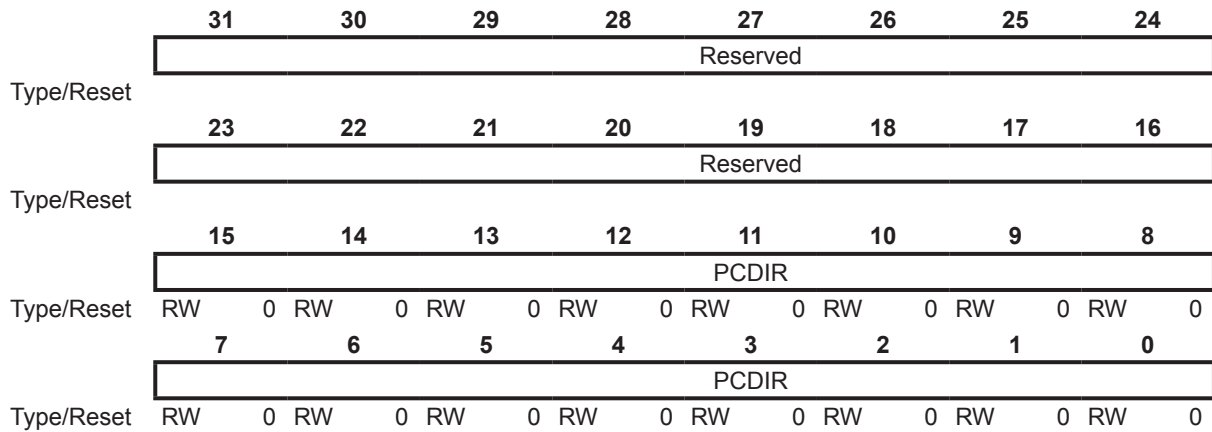 31 30 29 28 27 26 25 24
Reserved
Type/Reset
23 22 21 20 19 18 17 16
Reserved
Type/Reset
15 14 13 12 11 10 9 8
PCDIR
Type/Reset RW 0 RW 0 RW 0 RW 0 RW 0 RW 0 RW 0 RW 0
7 6 5 4 3 2 1 0
PCDIR
Type/Reset RW 0 RW 0 RW 0 RW 0 RW 0 RW 0 RW 0 RW 0